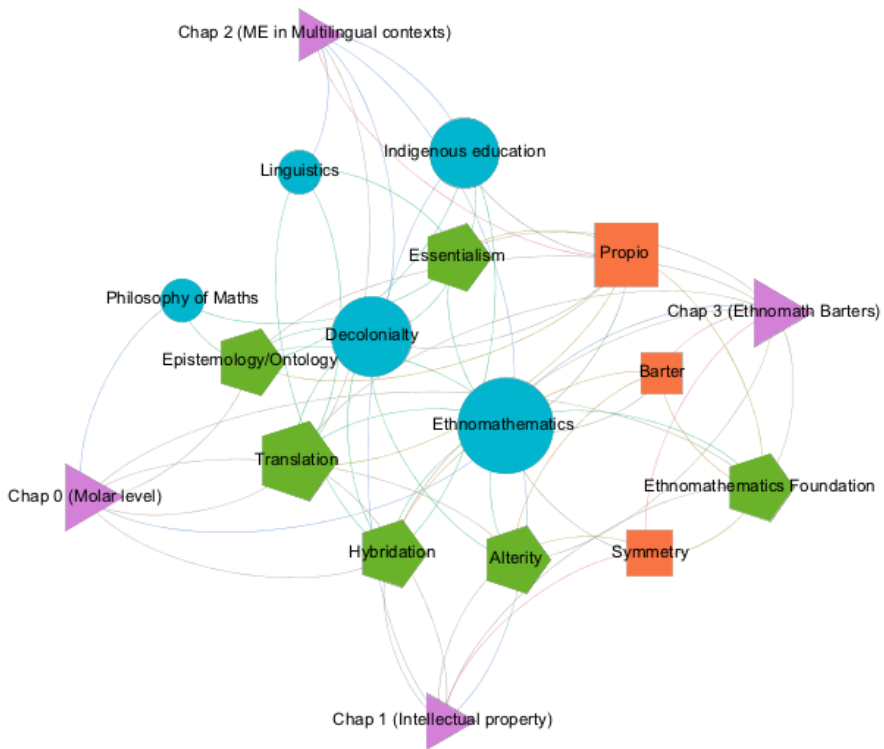 Chap 2 (ME in Multilingual contexts)
Indigenous education
Linguistics
Propio
Essentialism
Philosophy of Maths
Chap 3 (Ethnomath Barters)
Decolonialty
Epistemology/Ontology
Barter
Ethnomathematics
Translation
Ethnomathematics Foundation
Chap 0 (Molar level)
Hybridation
Symmetry
Alterity
Chap 1 (Intellectual property)